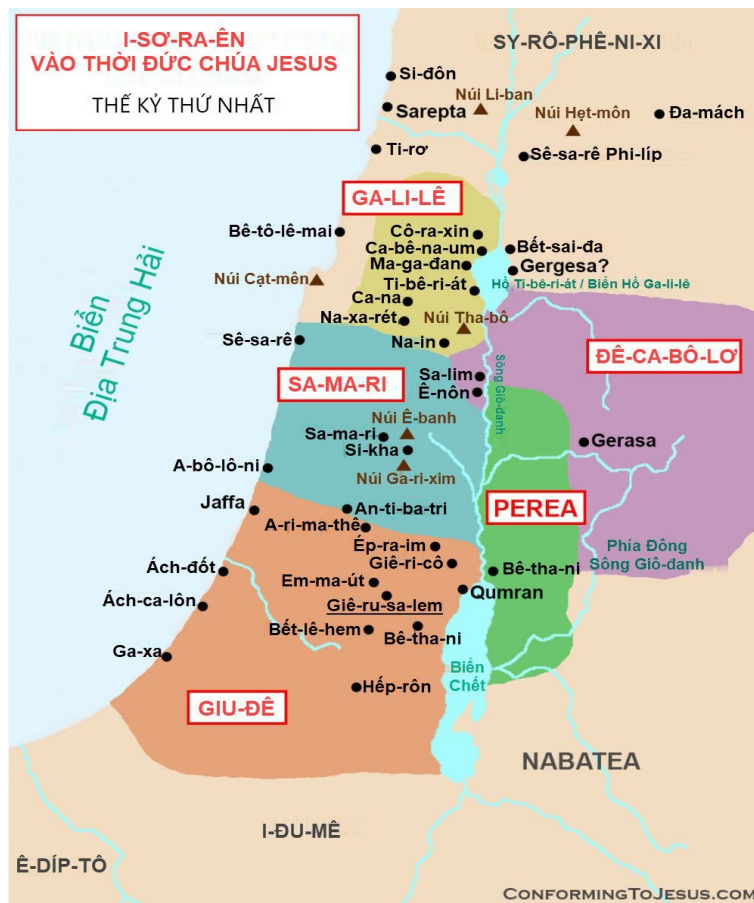 I-SƠ-RA-ÊN
VÀO THỜI ĐỨC CHÚA JESUS
THẾ KỶ THỨ NHẤT
SY-RÔ-PHÊ-NI-XI
Si-đôn
Núi Li-ban
Sarepta
Núi Hẹt-môn
Đa-mách
Ti-rơ
Sê-sa-rê Phi-líp
GA-LI-LÊ
Bê-tô-lê-mai
Cô-ra-xin
Ca-bê-na-um
Bết-sai-đa
Ma-ga-đan
Gergesa?
Núi Cạt-mên
Ti-bê-ri-át
Hồ Ti-bê-ri-át / Biển Hồ Ga-li-lê
Ca-na
Na-xa-rét
Núi Tha-bô
Biển
Địa Trung Hải
Sê-sa-rê
Na-in
ĐÊ-CA-BÔ-LƠ
SA-MA-RI
Sa-lim
Ê-nôn
Sông Giô-đanh
Núi Ê-banh
Sa-ma-ri
Si-kha
Gerasa
A-bô-lô-ni
Núi Ga-ri-xim
Jaffa
An-ti-ba-tri
PEREA
A-ri-ma-thê
Ép-ra-im
Phía Đông
Sông Giô-đanh
Giê-ri-cô
Ách-đốt
Bê-tha-ni
Em-ma-út
Qumran
Ách-ca-lôn
Giê-ru-sa-lem
Bết-lê-hem
Bê-tha-ni
Ga-xa
Biển
Chết
Hếp-rôn
GIU-ĐÊ
NABATEA
I-ĐU-MÊ
Ê-DÍP-TÔ
CONFORMINGTOJESUS.COM